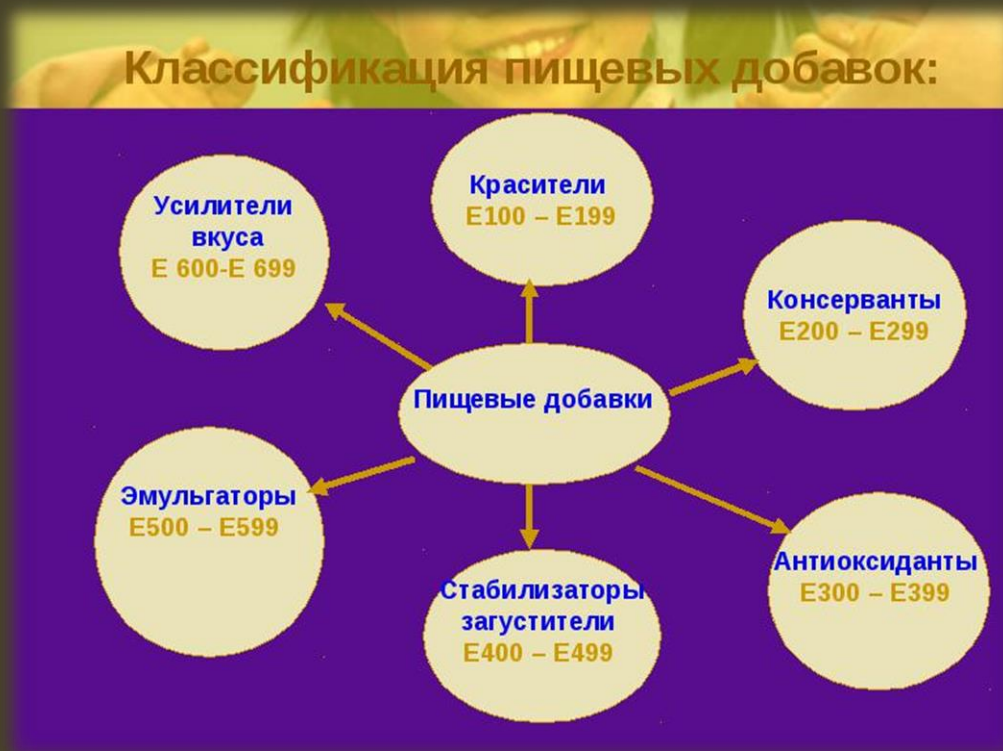 Классификация пищевых добавок:
Красители
Е100 – Е199
Усилители
вкуса
Е 600-Е 699
Консерванты
Е200 – Е299
Пищевые добавки
Эмульгаторы
Е500 – Е599
Антиоксиданты
Е300 – Е399
Стабилизаторы
загустители
Е400 – Е499